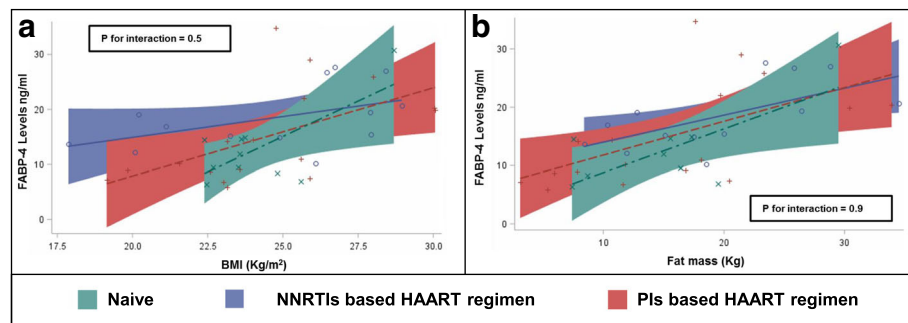 a
P for interaction = 0.5
FABP-4 Levels ng/ml
30
20
10
0
17.5 20.0 22.5 25.0 27.5 30.0
BMI (Kg/m²)
b
P for interaction = 0.9
FABP-4 Levels ng/ml
30
20
10
0
10 20 30
Fat mass (Kg)
Naive NNRTIs based HAART regimen PIs based HAART regimen